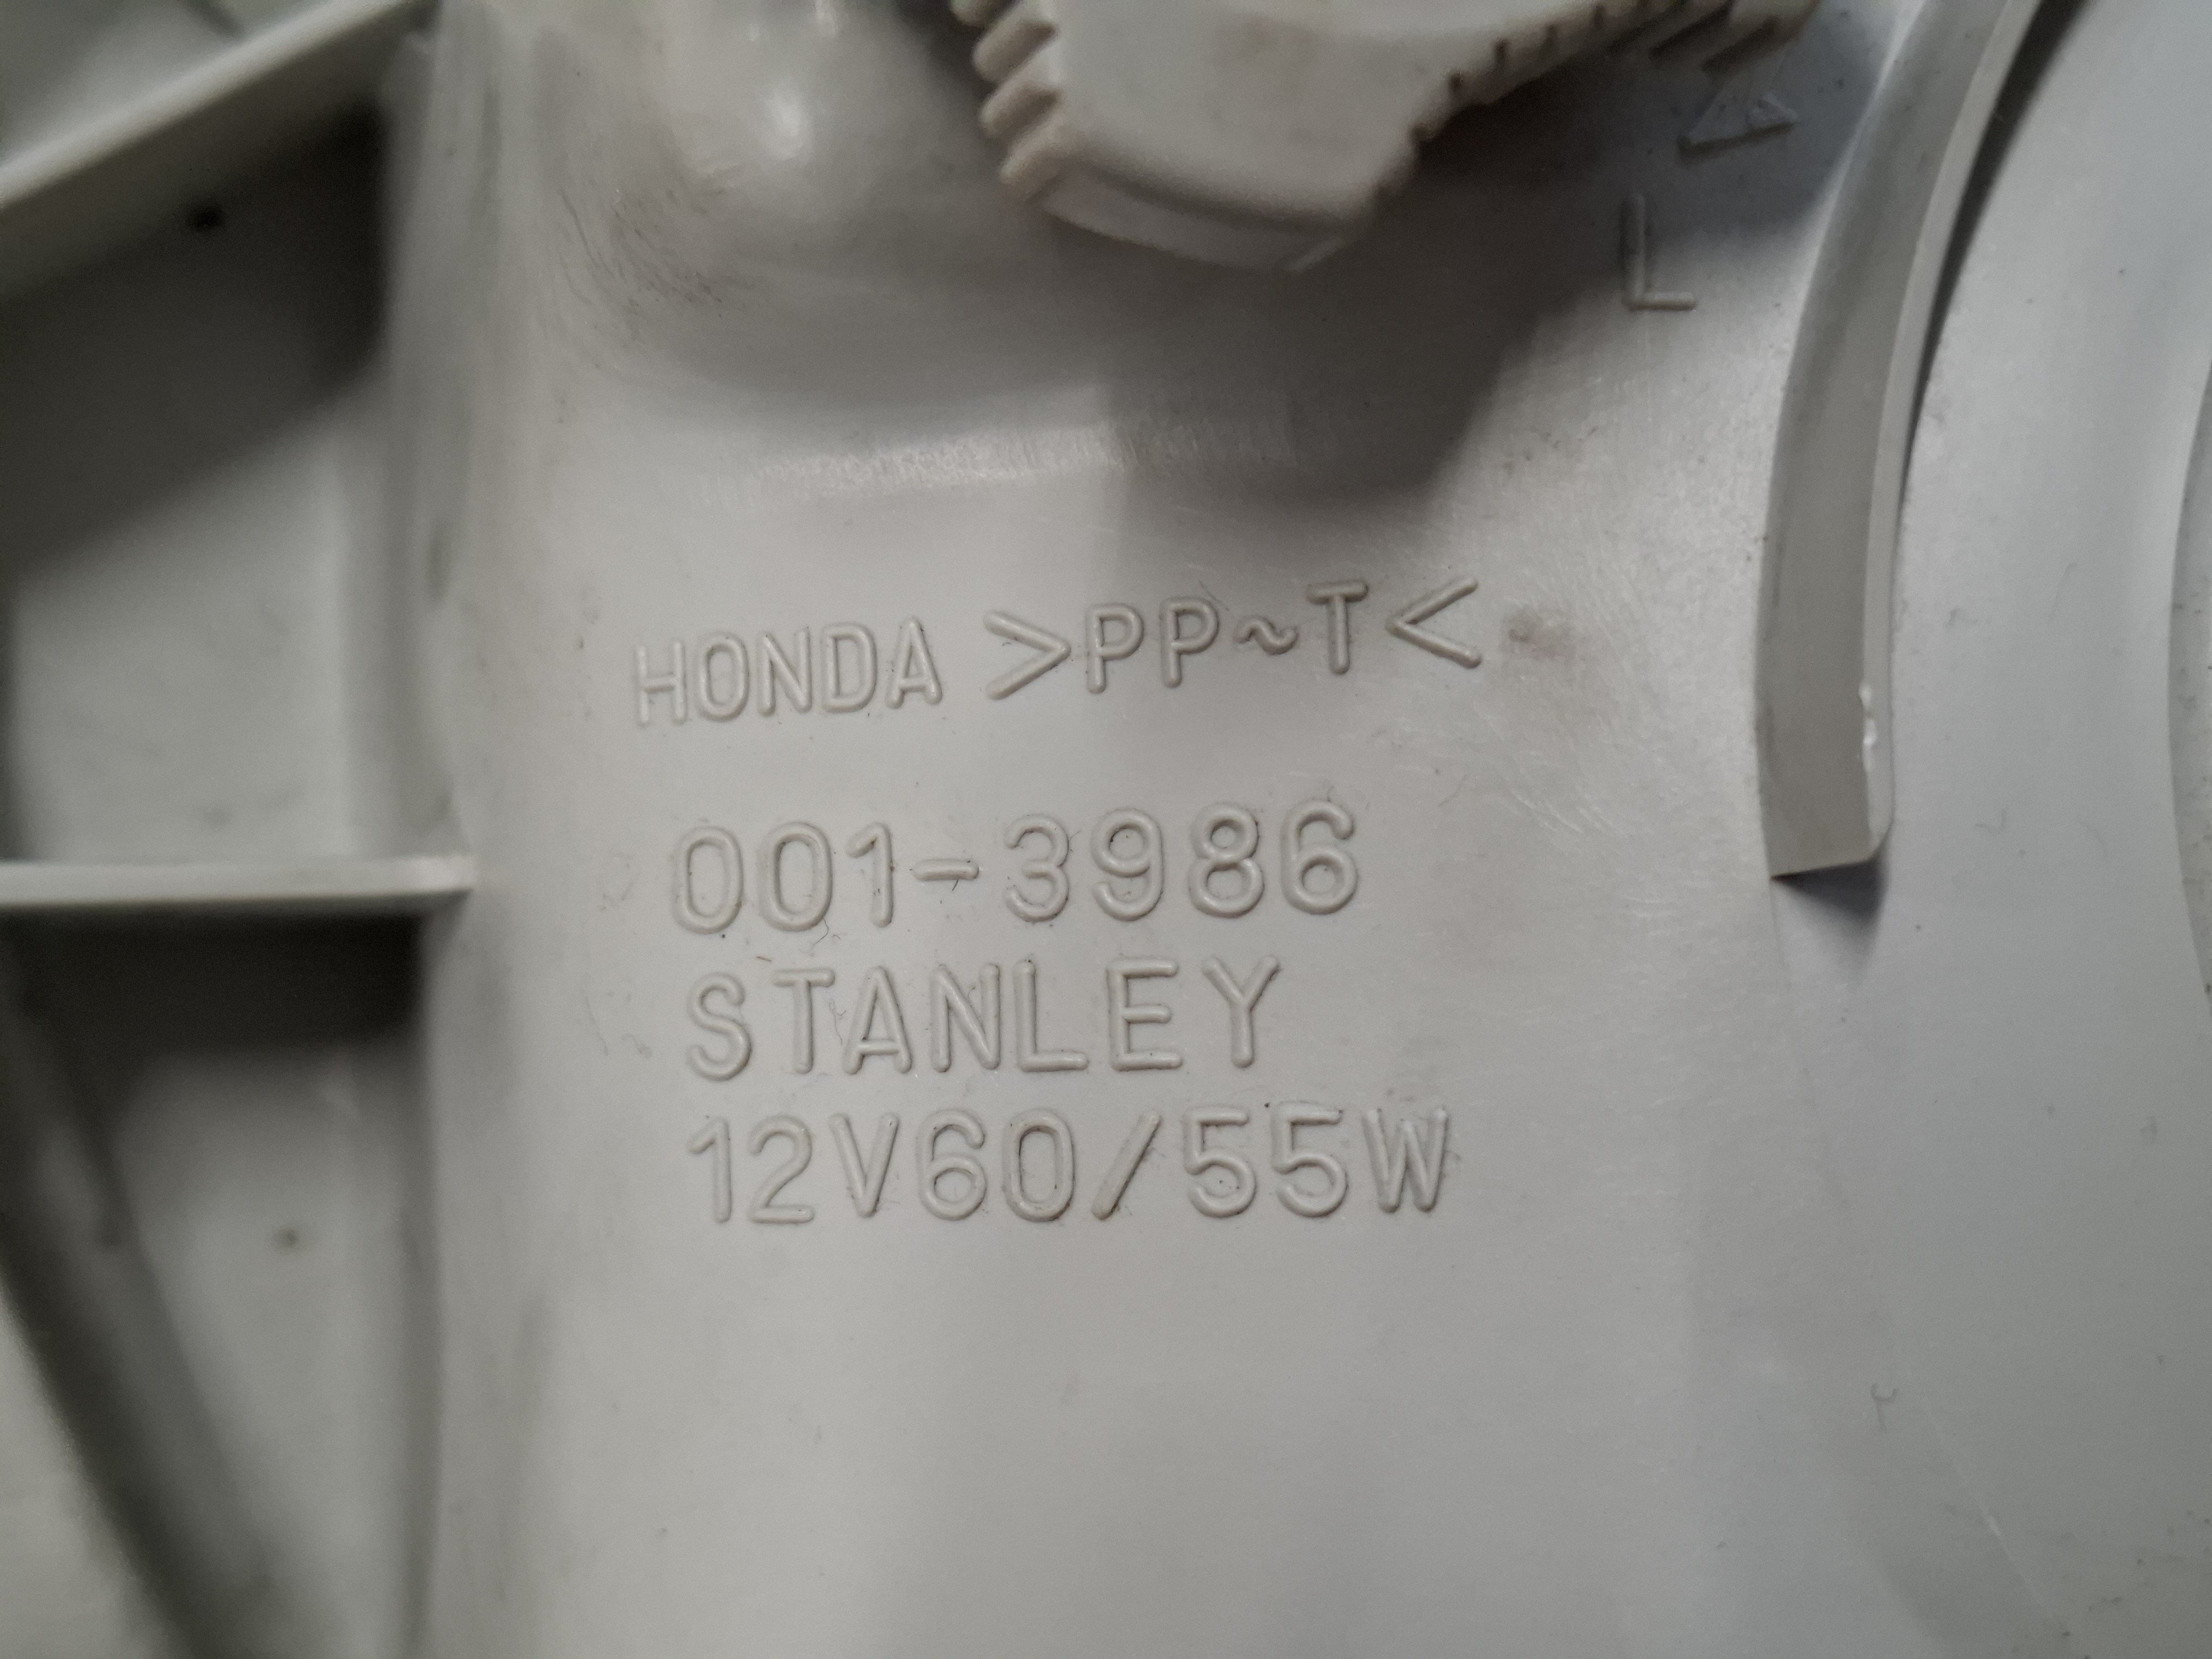 L
HONDA >PP~T<
001-3986
STANLEY
12V60/55W